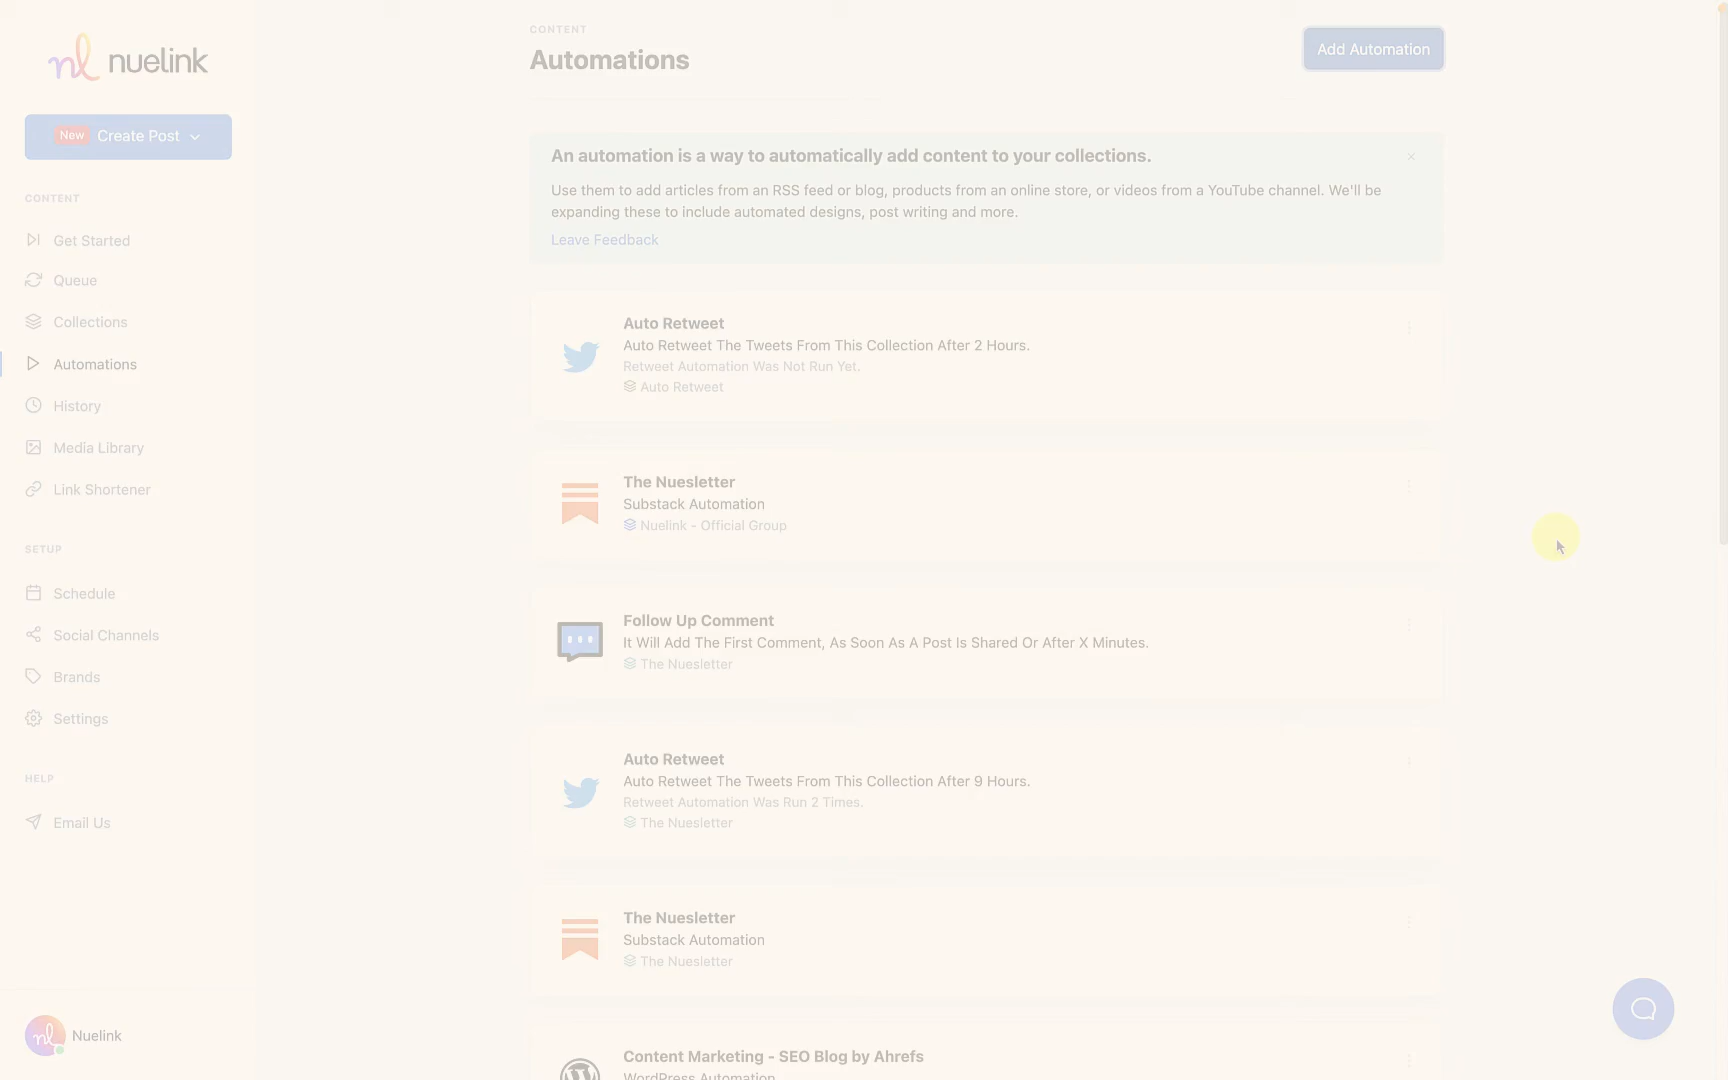 nuelink
New Create Post
CONTENT
Get Started
Queue
Collections
Automations
History
Media Library
Link Shortener
SETUP
Schedule
Social Channels
Brands
Settings
HELP
Email Us
nl Nuelink
CONTENT
Automations
Add Automation
An automation is a way to automatically add content to your collections.
Use them to add articles from an RSS feed or blog, products from an online store, or videos from a YouTube channel. We'll be
expanding these to include automated designs, post writing and more.
Leave Feedback
Auto Retweet
Auto Retweet The Tweets From This Collection After 2 Hours.
Retweet Automation Was Not Run Yet.
Auto Retweet
The Nuesletter
Substack Automation
Nuelink - Official Group
Follow Up Comment
It Will Add The First Comment, As Soon As A Post Is Shared Or After X Minutes.
The Nuesletter
Auto Retweet
Auto Retweet The Tweets From This Collection After 9 Hours.
Retweet Automation Was Run 2 Times.
The Nuesletter
The Nuesletter
Substack Automation
The Nuesletter
Content Marketing - SEO Blog by Ahrefs
WordPress Automation